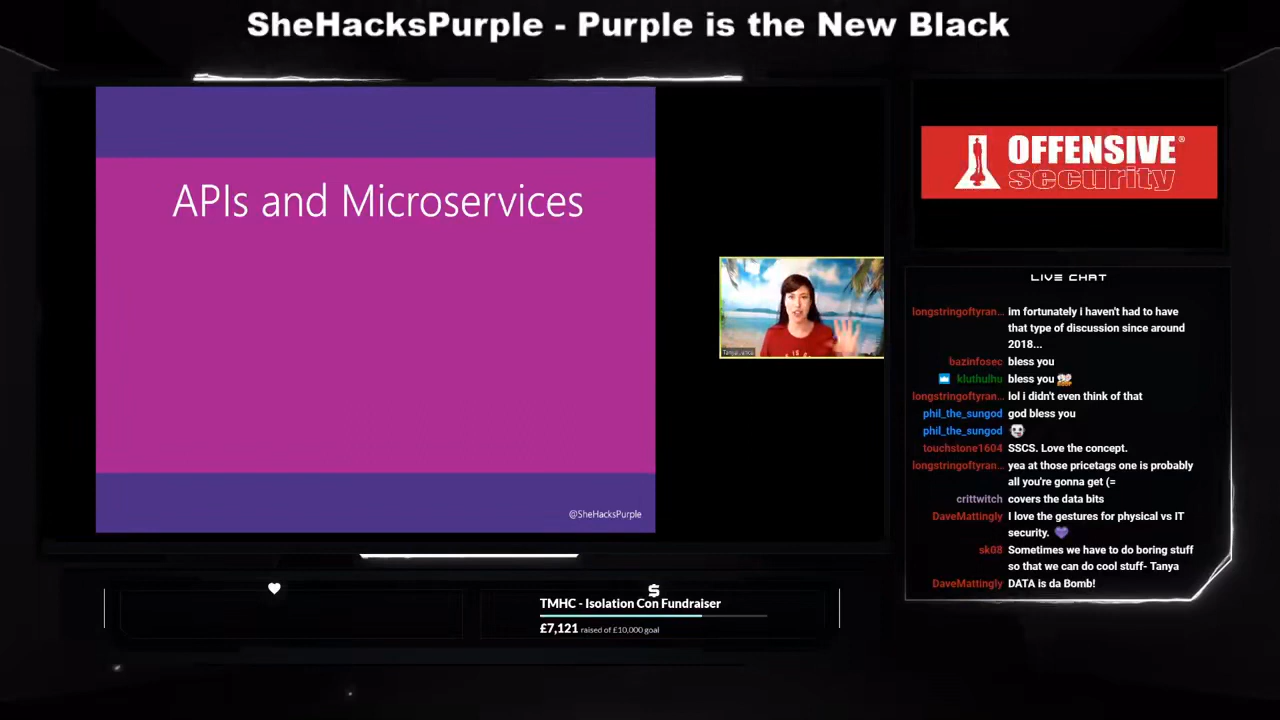 SheHacksPurple - Purple is the New Black
APIs and Microservices
@SheHacksPurple
OFFENSIVE®
security
LIVE CHAT
longstringoftyran... Im fortunately i haven't had to have
that type of discussion since around
2018...
bazinfosec bless you
kluthulhu bless you
longstringoftyran... lol i didn't even think of that
phil_the_sungod god bless you
phil_the_sungod
touchstone1604 SSCS. Love the concept.
longstringoftyran... yea at those pricetags one is probably
all you're gonna get (=
crittwitch covers the data bits
DaveMattingly I love the gestures for physical vs IT
security.
sk08 Sometimes we have to do boring stuff
so that we can do cool stuff- Tanya
DaveMattingly DATA is da Bomb!
TMHC - Isolation Con Fundraiser
£7,121 raised of £10,000 goal